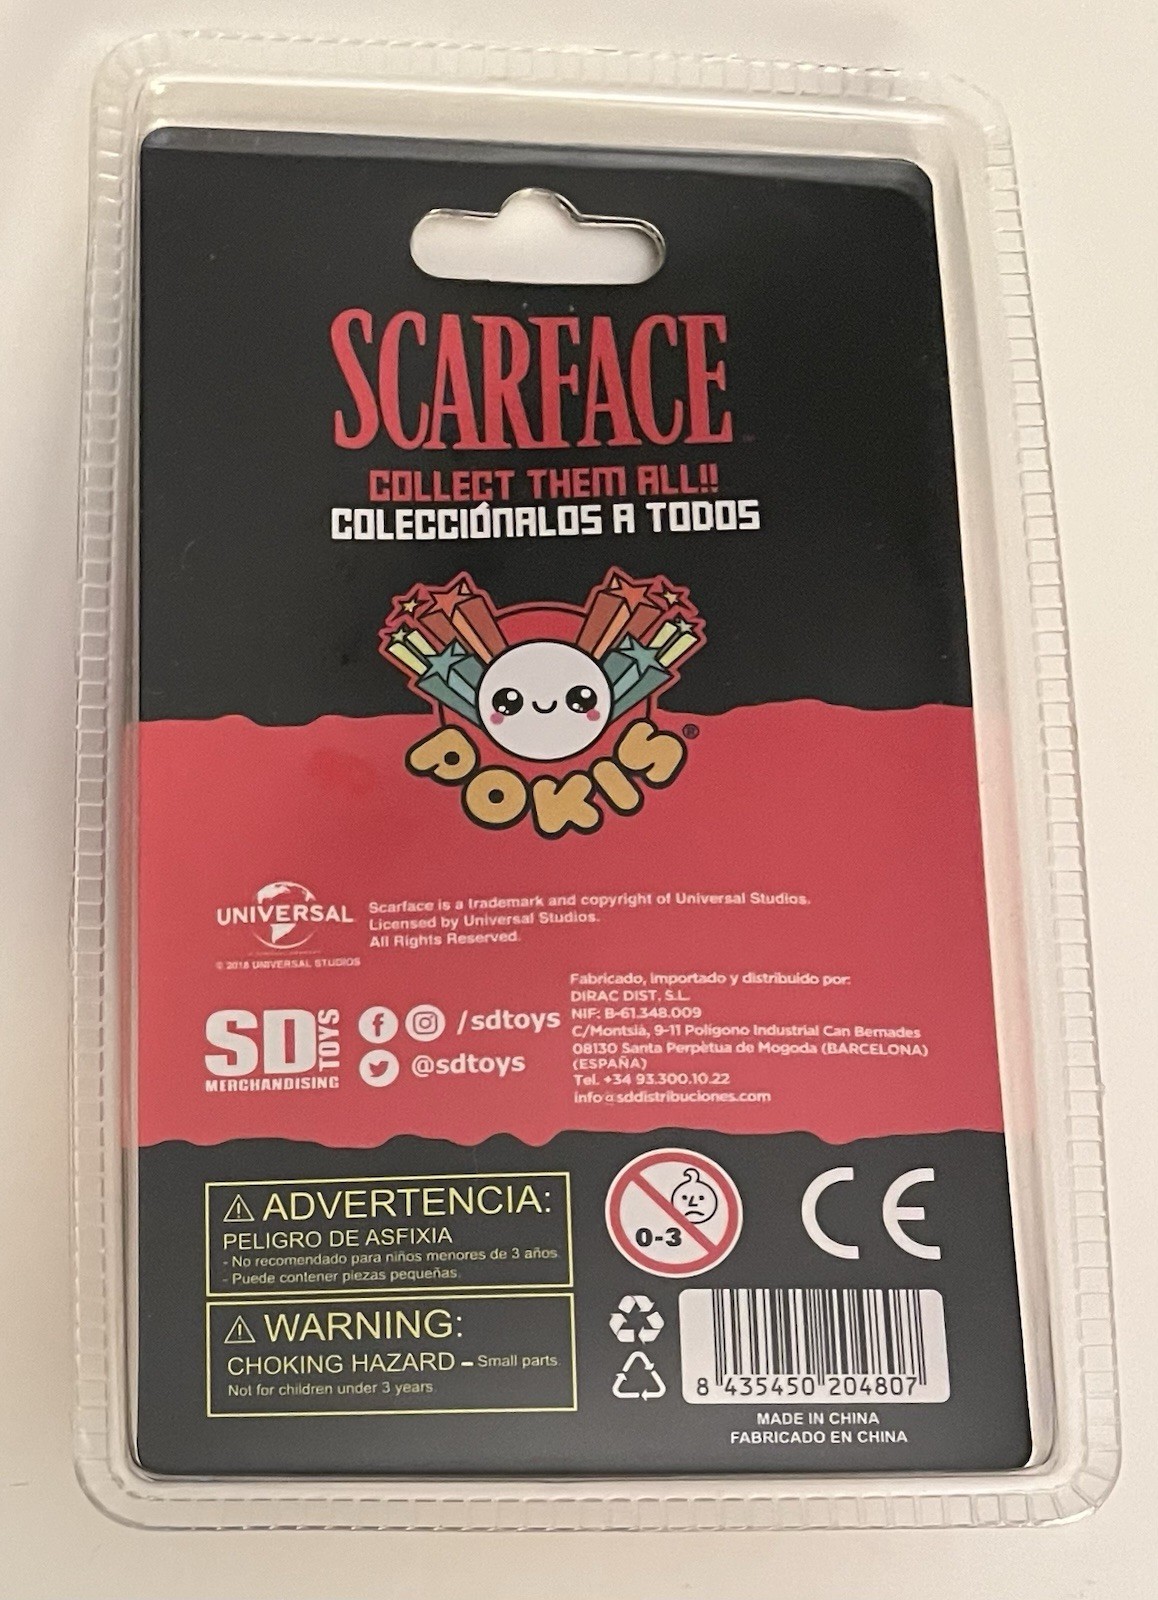 SCARFACE
COLLECT THEM ALL!!
COLECCIÓNALOS A TODOS
POKIS®
UNIVERSAL
© 2018 UNIVERSAL STUDIOS
Scarface is a trademark and copyright of Universal Studios.
Licensed by Universal Studios.
All Rights Reserved.
SD TOYS
MERCHANDISING
/sdtoys
@sdtoys
Fabricado, importado y distribuido por:
DIRAC DIST, S.L.
NIF: B-61.348.009
C/Montsià, 9-11 Polígono Industrial Can Bernades
08130 Santa Perpètua de Mogoda (BARCELONA)
(ESPAÑA)
Tel. +34 93.300.10.22
info@sddistribuciones.com
ADVERTENCIA:
PELIGRO DE ASFIXIA
- No recomendado para niños menores de 3 años
- Puede contener piezas pequeñas.
WARNING:
CHOKING HAZARD – Small parts
Not for children under 3 years.
0-3
CE
8 435450 204807
MADE IN CHINA
FABRICADO EN CHINA